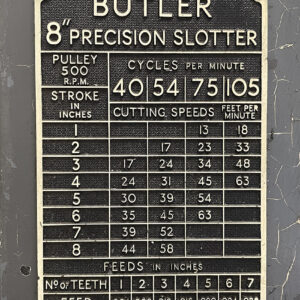 BUTLER
8" PRECISION SLOTTER
PULLEY 500 R.P.M.
CYCLES PER MINUTE
40 54 75 105
STROKE IN INCHES
CUTTING SPEEDS FEET PER MINUTE
1 13 18
2 17 23 33
3 17 24 34 48
4 24 31 45 63
5 30 39 54
6 35 45 63
7 39 52
8 44 58
FEEDS IN INCHES
No OF TEETH 1 2 3 4 5 6 7
FEED